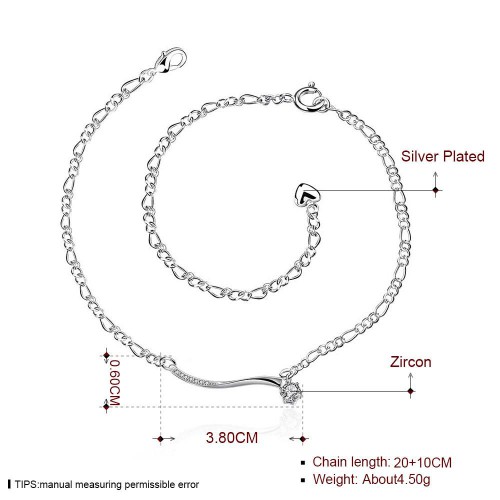 Silver Plated
Zircon
0.60CM
3.80CM
Chain length: 20+10CM
Weight: About4.50g
TIPS:manual measuring permissible error